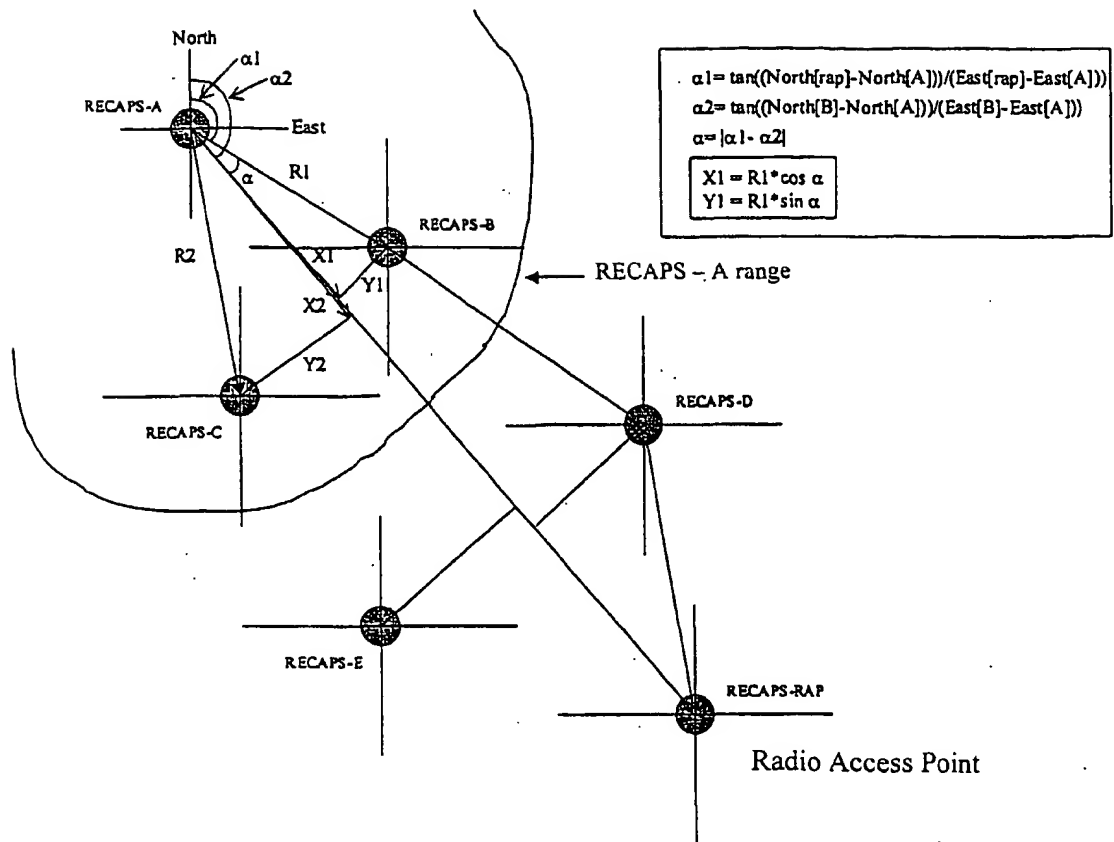 North
α1
α2
RECAPS-A
East
α
R1
R2
RECAPS-B
X1
Y1
X2
Y2
RECAPS-C
RECAPS – A range
α1= tan((North[rap]-North[A]))/(East[rap]-East[A]))
α2= tan((North[B]-North[A]))/(East[B]-East[A]))
α= |α1- α2|
X1 = R1*cos α
Y1 = R1*sin α
RECAPS-D
RECAPS-E
RECAPS-RAP
Radio Access Point